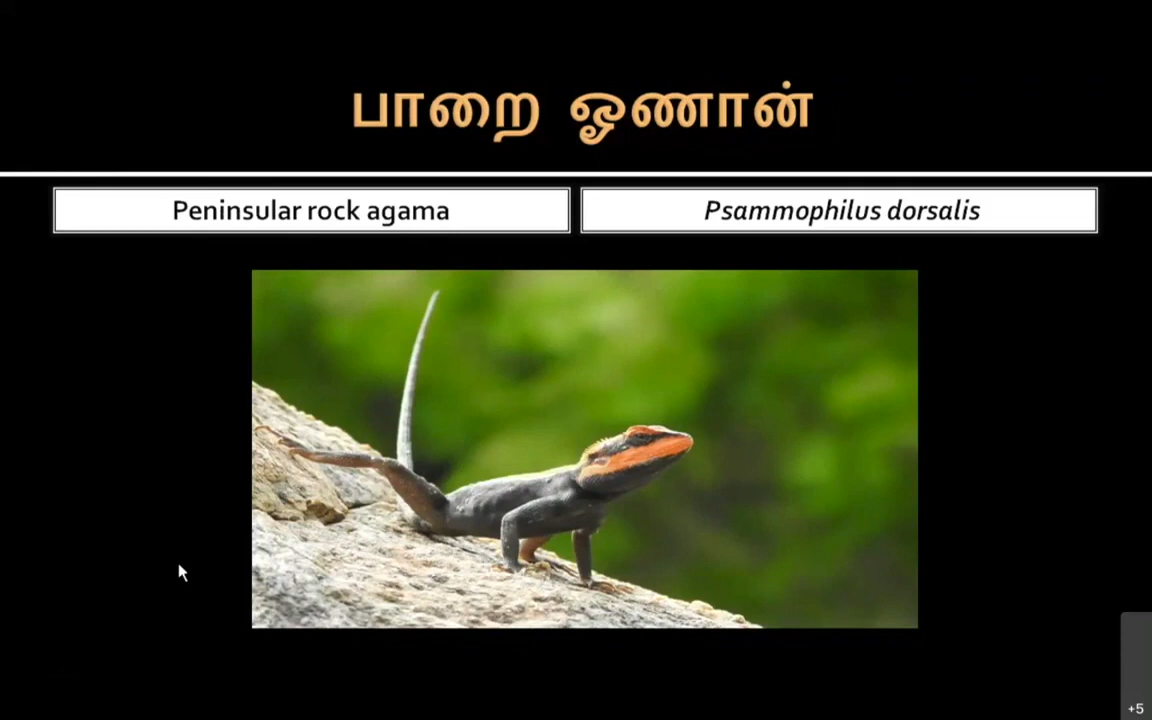 பாறை ஓணான்
Peninsular rock agama
Psammophilus dorsalis
+5